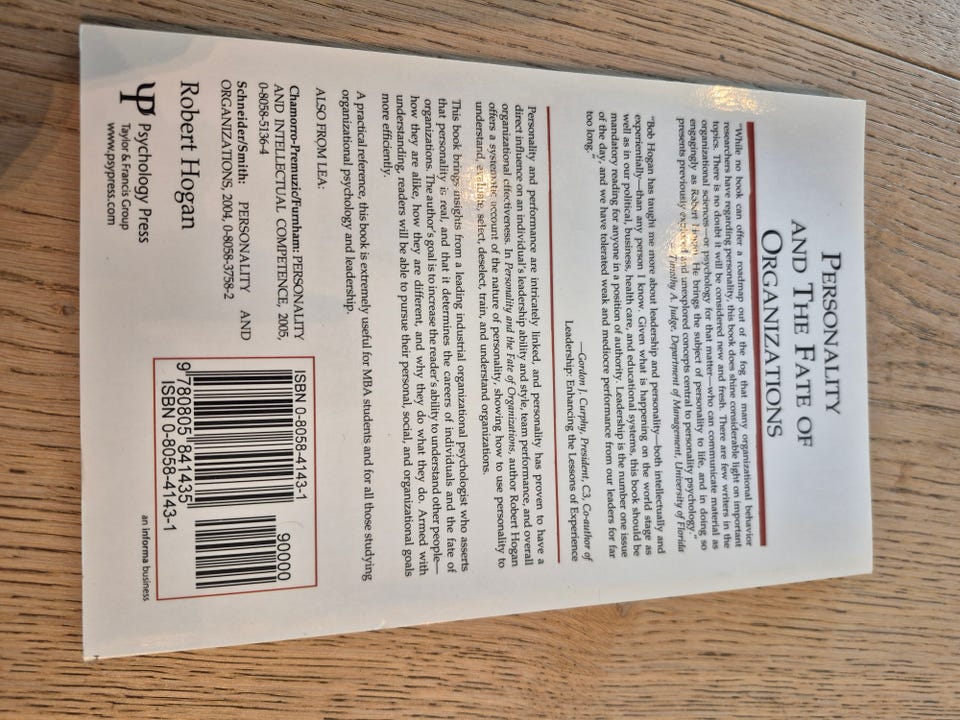 PERSONALITY
AND THE FATE OF
ORGANIZATIONS
"While no book can offer a roadmap out of the fog that many organizational behavior
researchers have regarding personality, this book does shine considerable light on important
topics. There is no doubt it will be considered new and fresh. There are few writers in the
organizational sciences—or psychology for that matter—who can communicate material as
engagingly as Robert Hogan. He brings the subject of personality to life, and in doing so
presents previously explored and unexplored concepts central to personality psychology."
Timothy A. Judge, Department of Management, University of Florida
"Bob Hogan has taught me more about leadership and personality—both intellectually and
experientially—than any person I know. Given what is happening on the world stage as
well as in our political, business, health care, and educational systems, this book should be
mandatory reading for anyone in a position of authority. Leadership is the number one issue
of the day, and we have tolerated weak and mediocre performance from our leaders for far
too long."
—Gordon J. Curphy, President, C3, Co-author of
Leadership: Enhancing the Lessons of Experience
Personality and performance are intricately linked, and personality has proven to have a
direct influence on an individual's leadership ability and style, team performance, and overall
organizational effectiveness. In Personality and the Fate of Organizations, author Robert Hogan
offers a systematic account of the nature of personality, showing how to use personality to
understand, evaluate, select, deselect, train, and understand organizations.
This book brings insights from a leading industrial organizational psychologist who asserts
that personality is real, and that it determines the careers of individuals and the fate of
organizations. The author's goal is to increase the reader's ability to understand other people—
how they are alike, how they are different, and why they do what they do. Armed with
understanding, readers will be able to pursue their personal, social, and organizational goals
more efficiently.
A practical reference, this book is extremely useful for MBA students and for all those studying
organizational psychology and leadership.
ALSO FROM LEA:
Chamorro-Premuzic/Furnham: PERSONALITY
AND INTELLECTUAL COMPETENCE, 2005,
0-8058-5136-4
Schneider/Smith: PERSONALITY AND
ORGANIZATIONS, 2004, 0-8058-3758-2
Robert Hogan
Psychology Press
Taylor & Francis Group
www.psypress.com
ISBN 0-8058-4143-1
90000
9 780805 841435
ISBN 0-8058-4143-1
an informa business